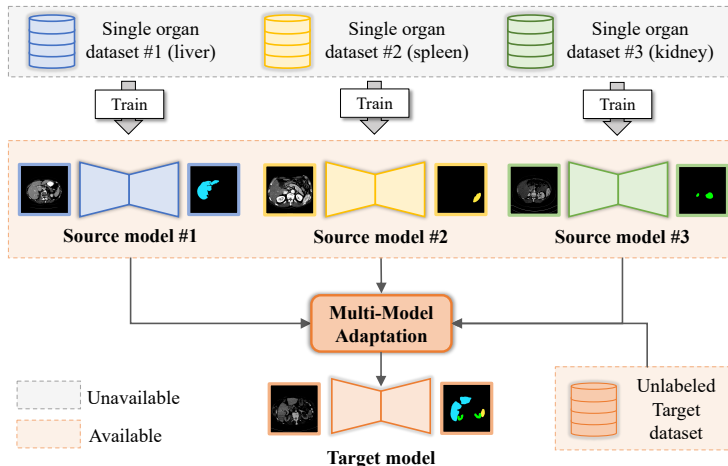 Single organ
dataset #1 (liver)
Single organ
dataset #2 (spleen)
Single organ
dataset #3 (kidney)
Train
Train
Train
Source model #1
Source model #2
Source model #3
Multi-Model
Adaptation
Unavailable
Available
Target model
Unlabeled
Target
dataset